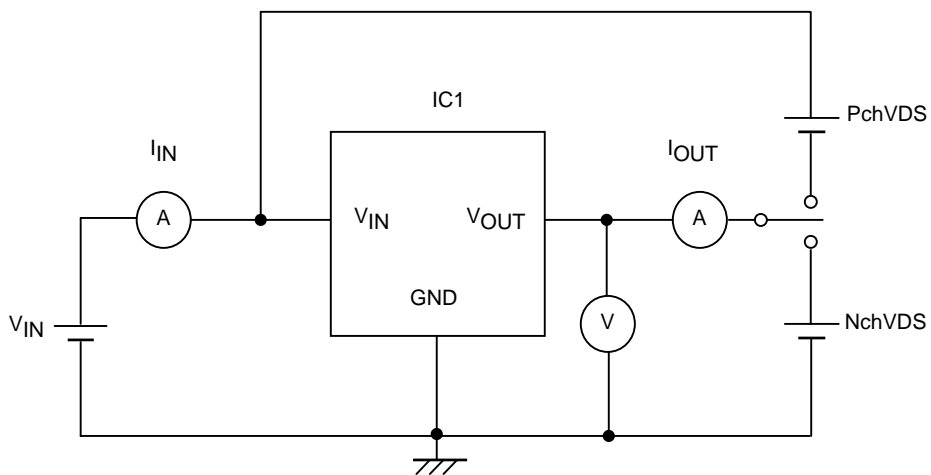 IC1
PchVDS
IIN
IOUT
A
VIN
VOUT
A
GND
VIN
V
NchVDS